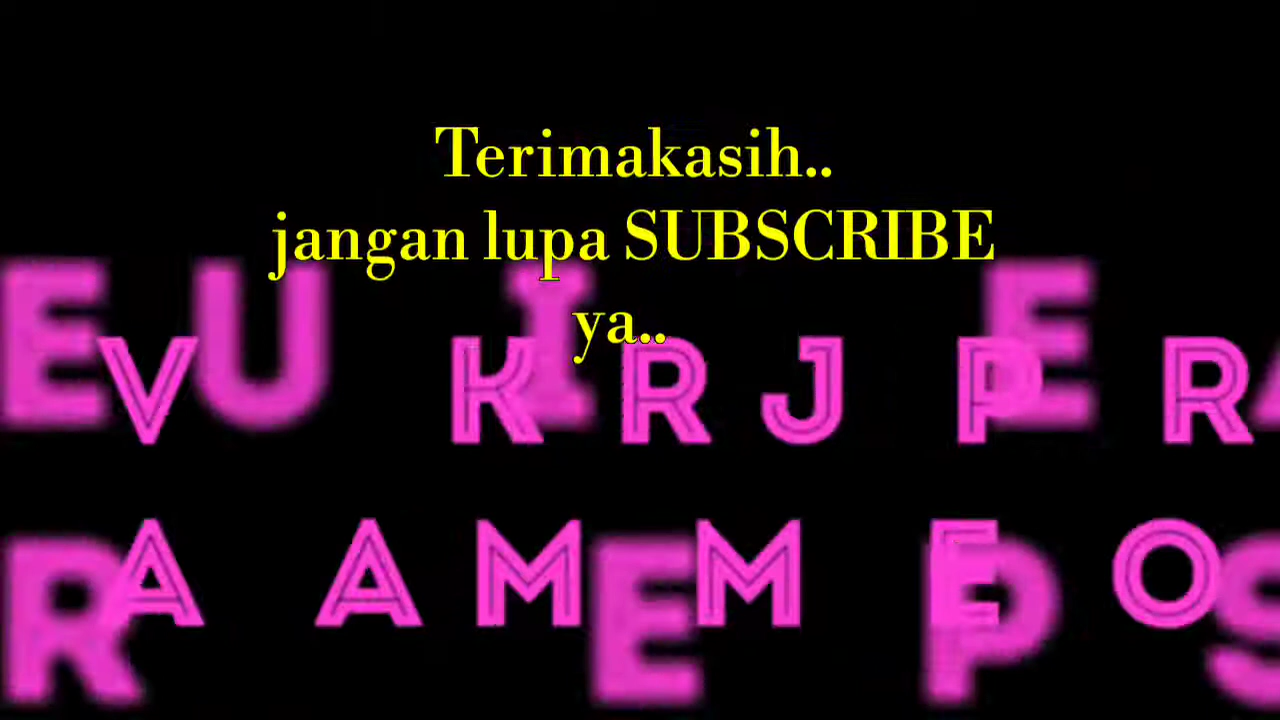 Terimakasih..
jangan lupa SUBSCRIBE
ya..
E U I E
V K R J P R
A A M M E O
R E P S